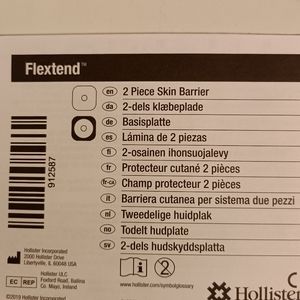 Flextend™
en 2 Piece Skin Barrier
da 2-dels klæbeplade
de Basisplatte
es Lámina de 2 piezas
fi 2-osainen ihonsuojalevy
fr Protecteur cutané 2 pièces
fr-ca Champ protecteur 2 pièces
it Barriera cutanea per sistema due pezzi
nl Tweedelige huidplak
no Todelt hudplate
sv 2-dels hudskyddsplatta
912587
Hollister Incorporated
2000 Hollister Drive
Libertyville, IL 60048 USA
EC REP
Hollister ULC
Foxford Road, Ballina
Co. Mayo, Ireland
www.hollister.com/symbolglossary
Hollister
Hollister Incorporated